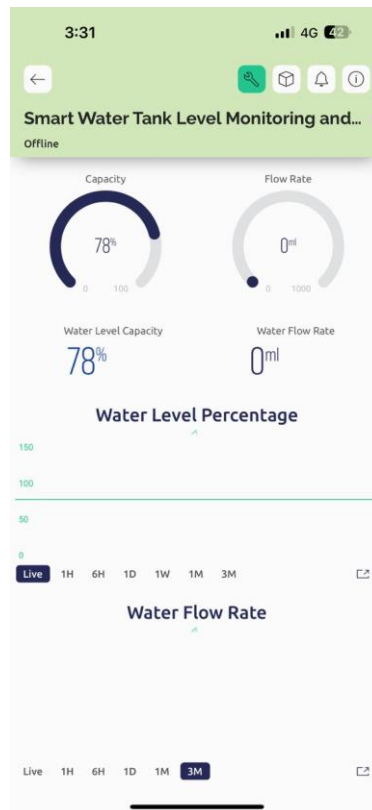 3:31 4G 42
Smart Water Tank Level Monitoring and...
Offline
Capacity Flow Rate
78% 0ml
0 100 0 1000
Water Level Capacity Water Flow Rate
78% 0ml
Water Level Percentage
150
100
50
0
Live 1H 6H 1D 1W 1M 3M
Water Flow Rate
Live 1H 6H 1D 1M 3M